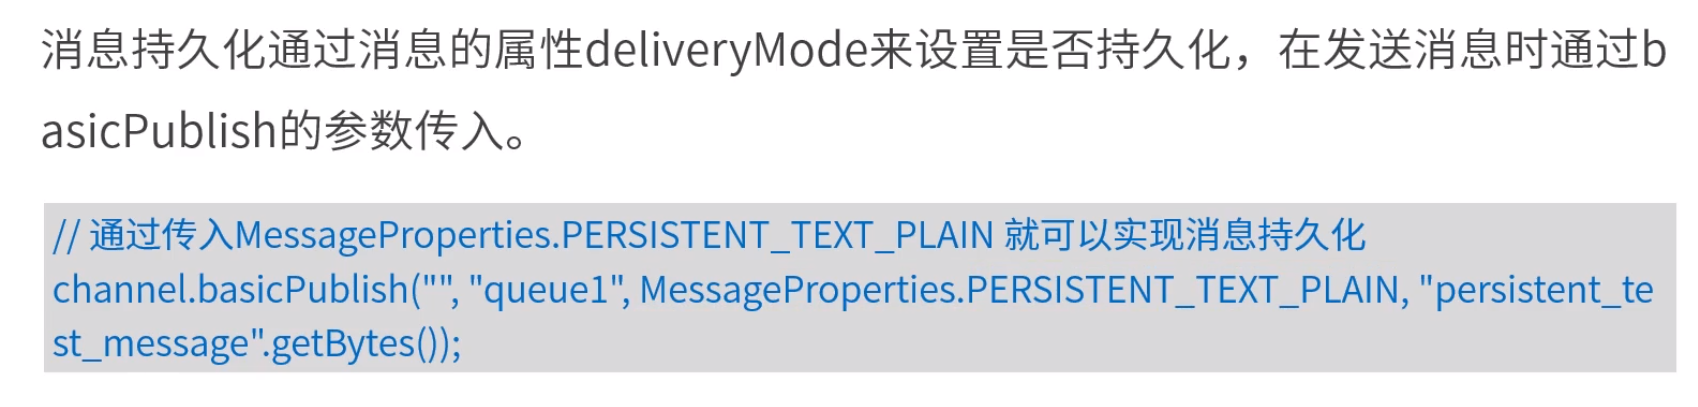 消息持久化通过消息的属性deliveryMode来设置是否持久化，在发送消息时通过b
asicPublish的参数传入。
// 通过传入MessageProperties.PERSISTENT_TEXT_PLAIN 就可以实现消息持久化
channel.basicPublish("", "queue1", MessageProperties.PERSISTENT_TEXT_PLAIN, "persistent_te
st_message".getBytes());